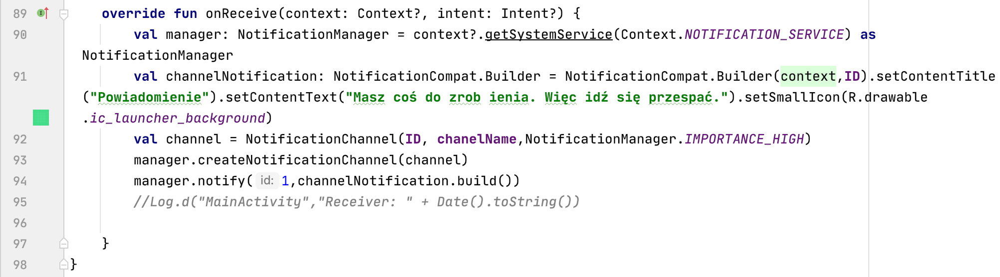 89 override fun onReceive(context: Context?, intent: Intent?) {
90 val manager: NotificationManager = context?.getSystemService(Context.NOTIFICATION_SERVICE) as
NotificationManager
91 val channelNotification: NotificationCompat.Builder = NotificationCompat.Builder(context,ID).setContentTitle
("Powiadomienie").setContentText("Masz coś do zrob ienia. Więc idź się przespać.").setSmallIcon(R.drawable
.ic_launcher_background)
92 val channel = NotificationChannel(ID, chanelName,NotificationManager.IMPORTANCE_HIGH)
93 manager.createNotificationChannel(channel)
94 manager.notify( id: 1,channelNotification.build())
95 //Log.d("MainActivity","Receiver: " + Date().toString())
96
97 }
98 }